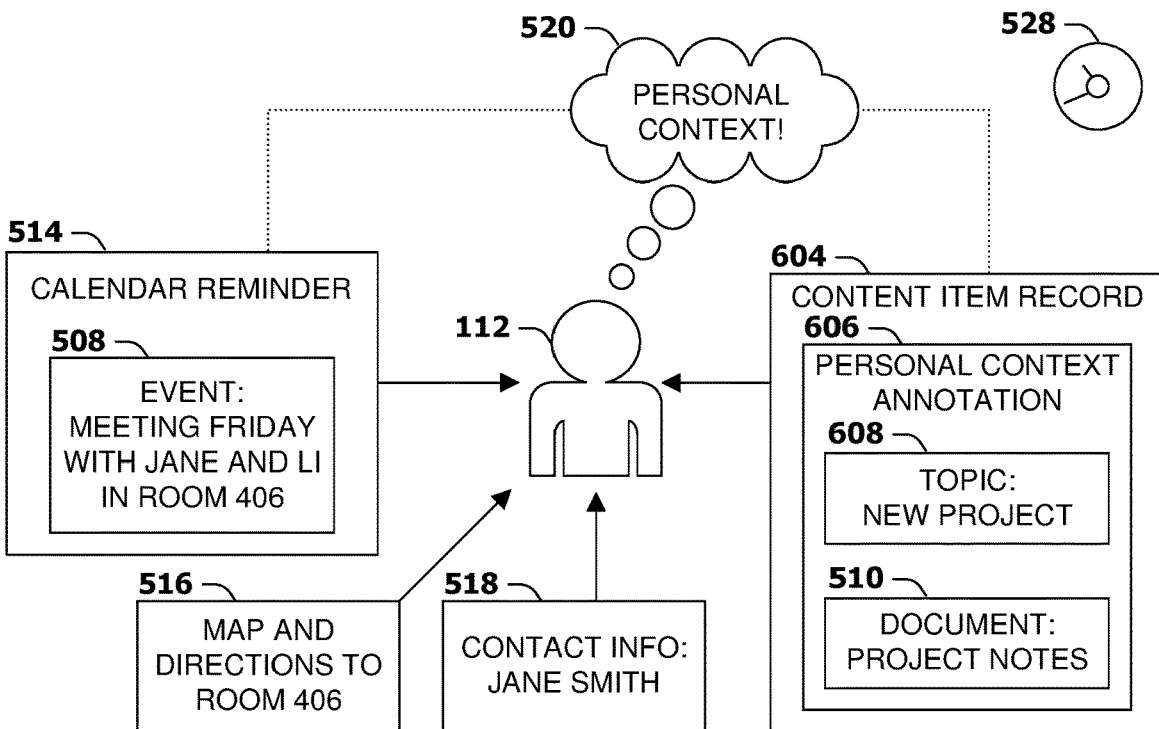 520
528
PERSONAL
CONTEXT!
514
CALENDAR REMINDER
508
EVENT:
MEETING FRIDAY
WITH JANE AND LI
IN ROOM 406
112
604
CONTENT ITEM RECORD
606
PERSONAL CONTEXT
ANNOTATION
608
TOPIC:
NEW PROJECT
510
DOCUMENT:
PROJECT NOTES
516
MAP AND
DIRECTIONS TO
ROOM 406
518
CONTACT INFO:
JANE SMITH